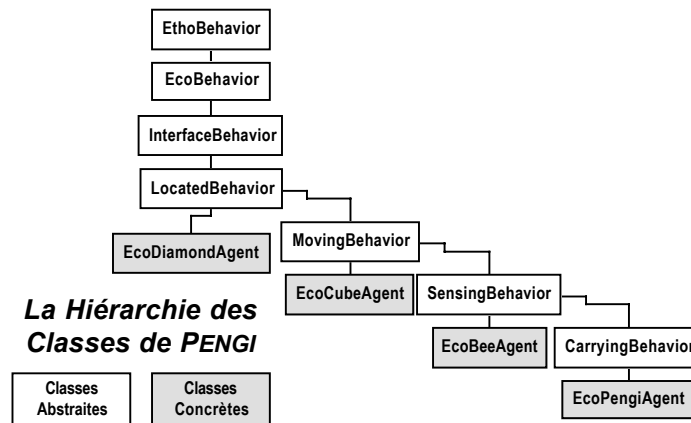 EthoBehavior
EcoBehavior
InterfaceBehavior
LocatedBehavior
EcoDiamondAgent
MovingBehavior
EcoCubeAgent
SensingBehavior
EcoBeeAgent
CarryingBehavior
EcoPengiAgent
La Hiérarchie des
Classes de PENGI
Classes
Abstraites
Classes
Concrètes